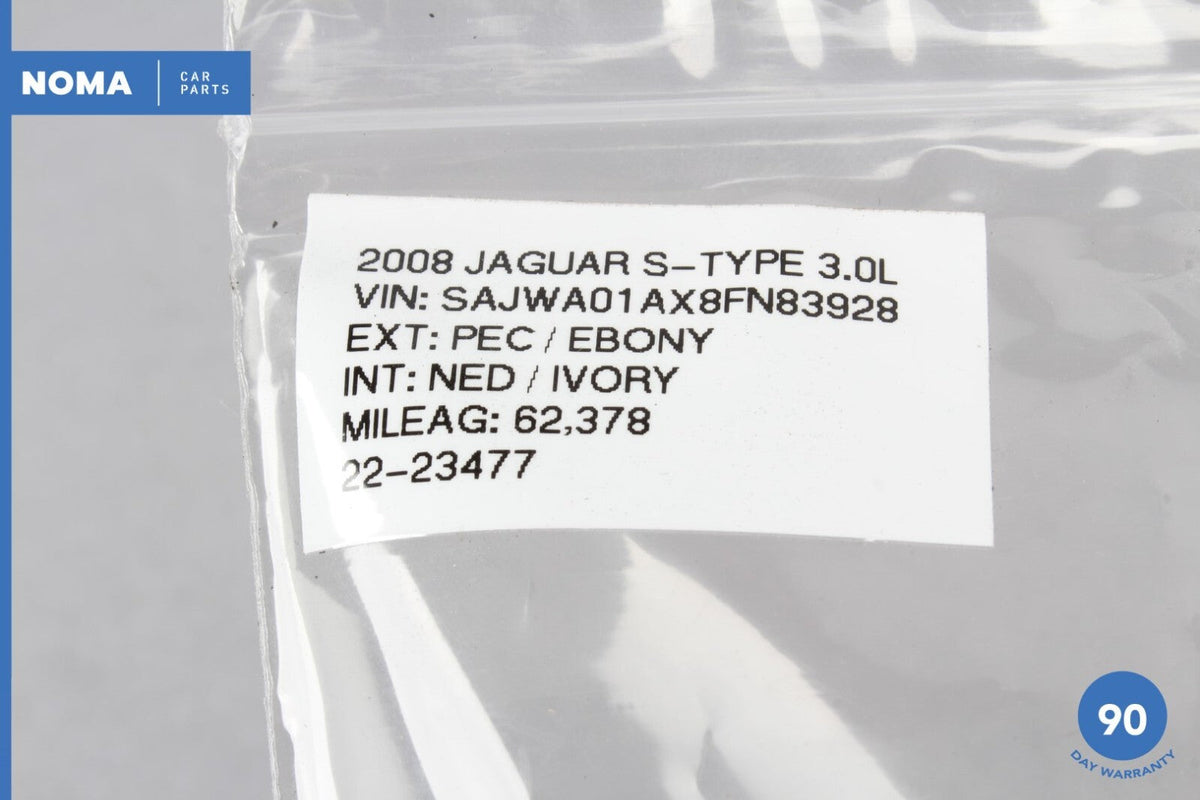 NOMA
CAR
PARTS
2008 JAGUAR S-TYPE 3.0L
VIN: SAJWA01AX8FN83928
EXT: PEC / EBONY
INT: NED / IVORY
MILEAG: 62,378
22-23477
90
DAY WARRANTY